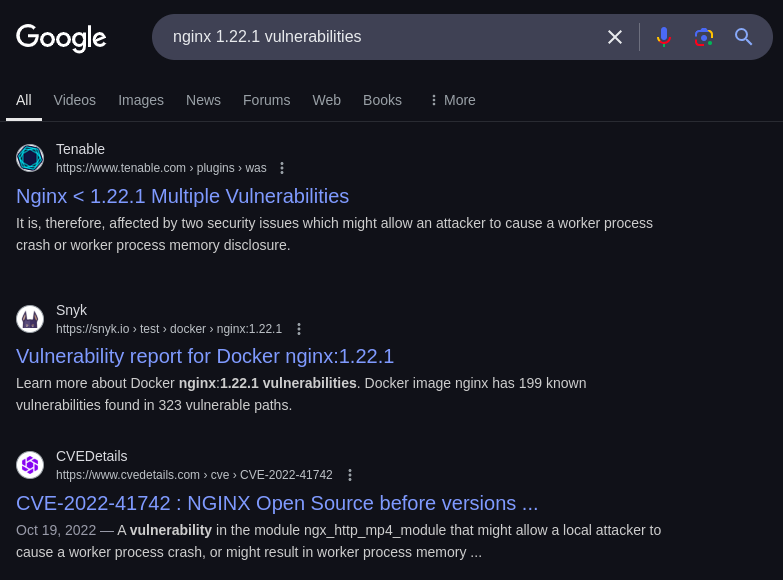 Google
nginx 1.22.1 vulnerabilities
All Videos Images News Forums Web Books More
Tenable
https://www.tenable.com › plugins › was
Nginx < 1.22.1 Multiple Vulnerabilities
It is, therefore, affected by two security issues which might allow an attacker to cause a worker process
crash or worker process memory disclosure.
Snyk
https://snyk.io › test › docker › nginx:1.22.1
Vulnerability report for Docker nginx:1.22.1
Learn more about Docker nginx:1.22.1 vulnerabilities. Docker image nginx has 199 known
vulnerabilities found in 323 vulnerable paths.
CVEDetails
https://www.cvedetails.com › cve › CVE-2022-41742
CVE-2022-41742 : NGINX Open Source before versions ...
Oct 19, 2022 — A vulnerability in the module ngx_http_mp4_module that might allow a local attacker to
cause a worker process crash, or might result in worker process memory ...